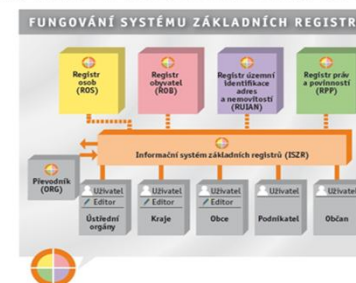 FUNGOVÁNÍ SYSTÉMU ZÁKLADNÍCH REGISTR
Registr
osob
(ROS)
Registr
obyvatel
(ROB)
Registr územní
identifikace
adres
a nemovitostí
(RUIAN)
Registr práv
a povinností
(RPP)
Informační systém základních registrů (ISZR)
Převodník
(ORG)
Uživatel
Editor
Ústřední
orgány
Uživatel
Editor
Kraje
Uživatel
Editor
Obce
Uživatel
Podnikatel
Uživatel
Občan